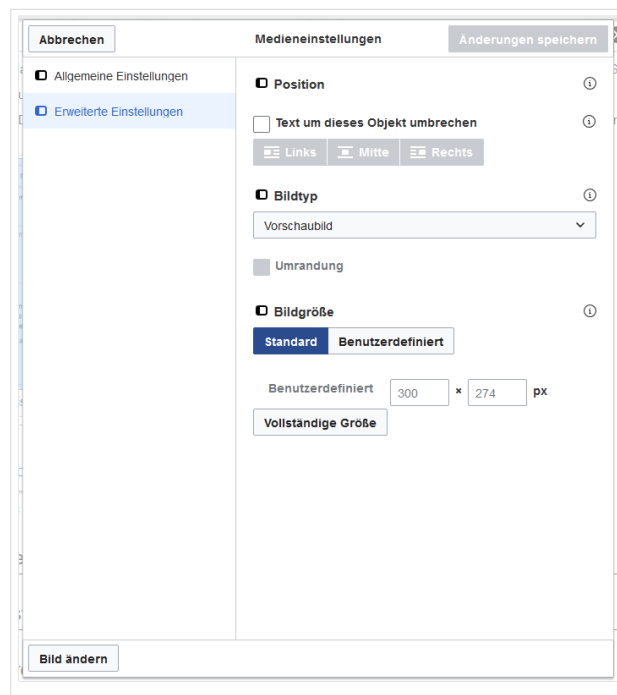 Abbrechen Medieneinstellungen Änderungen speichern
Allgemeine Einstellungen
Erweiterte Einstellungen
Position
Text um dieses Objekt umbrechen
Links Mitte Rechts
Bildtyp
Vorschaubild
Umrandung
Bildgröße
Standard Benutzerdefiniert
Benutzerdefiniert 300 × 274 px
Vollständige Größe
Bild ändern